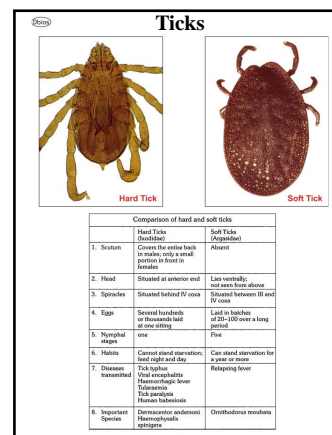 Dbios
Ticks
Hard Tick
Soft Tick
Comparison of hard and soft ticks
Hard Ticks
(Ixodidae)
Soft Ticks
(Argasidae)
1. Scutum
Covers the entire back
in males; only a small
portion in front in
females
Absent
2. Head
Situated at anterior end
Lies ventrally;
not seen from above
3. Spiracles
Situated behind IV coxa
Situated between III and
IV coxa
4. Eggs
Several hundreds
or thousands laid
at one sitting
Laid in batches
of 20–100 over a long
period
5. Nymphal
stages
one
Five
6. Habits
Cannot stand starvation;
feed night and day
Can stand starvation for
a year or more
7. Diseases
transmitted
Tick typhus
Viral encephalitis
Haemorrhagic fever
Tularaemia
Tick paralysis
Human babesiosis
Relapsing fever
8. Important
Species
Dermacentor andersoni
Haemophysalis
spinigera
Ornithodorus moubata